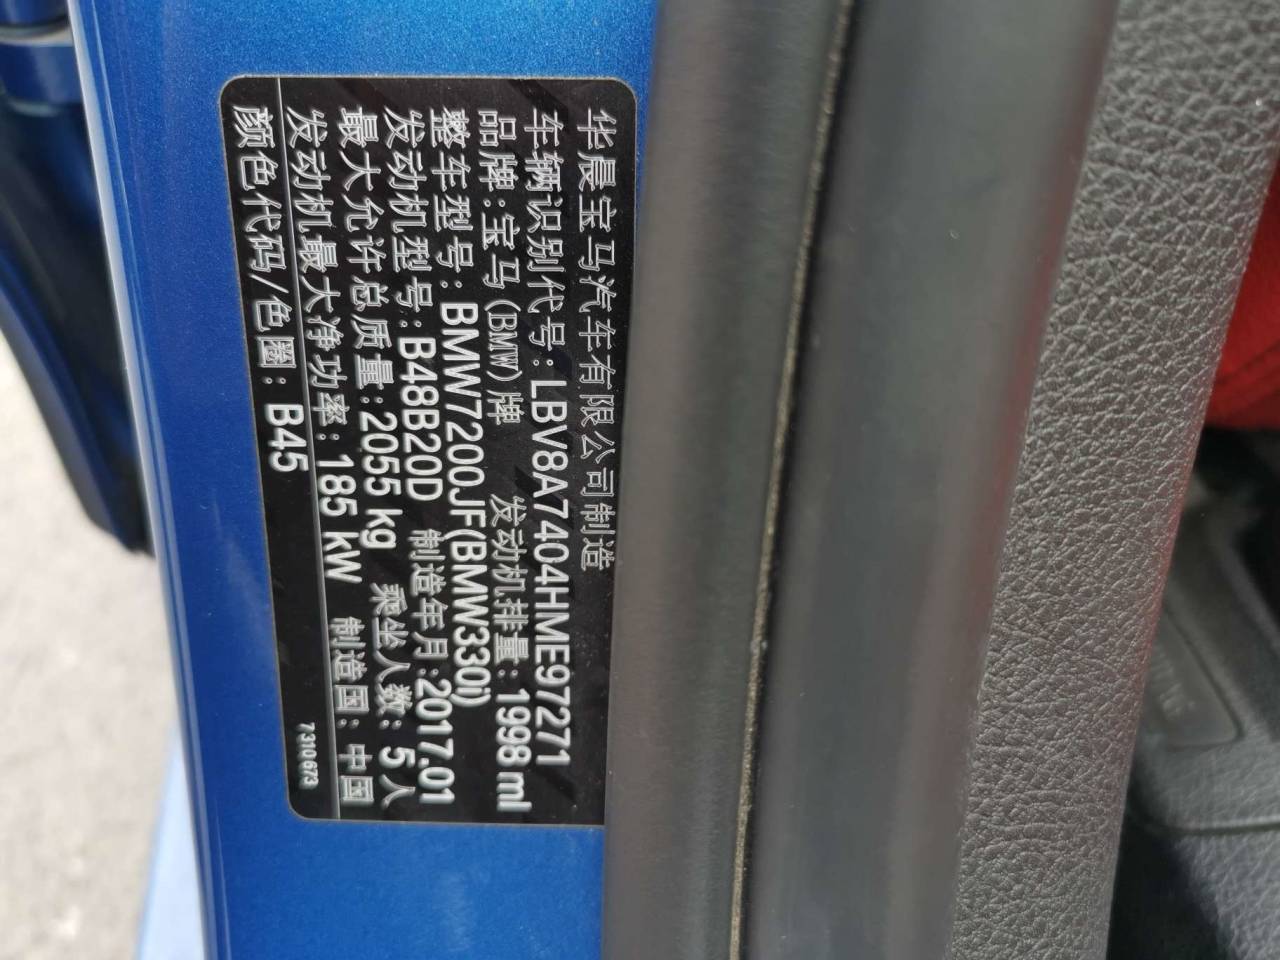 华晨宝马汽车有限公司制造
车辆识别代号: LBV8A7404HME97271
品牌: 宝马(BMW)牌 发动机排量: 1998 ml
整车型号: BMW7200JF(BMW330i)
发动机型号: B48B20D 制造年月: 2017.01
最大允许总质量: 2055 kg 乘坐人数: 5人
发动机最大净功率: 185 kW 制造国: 中国
颜色代码/色圈: B45 7310673